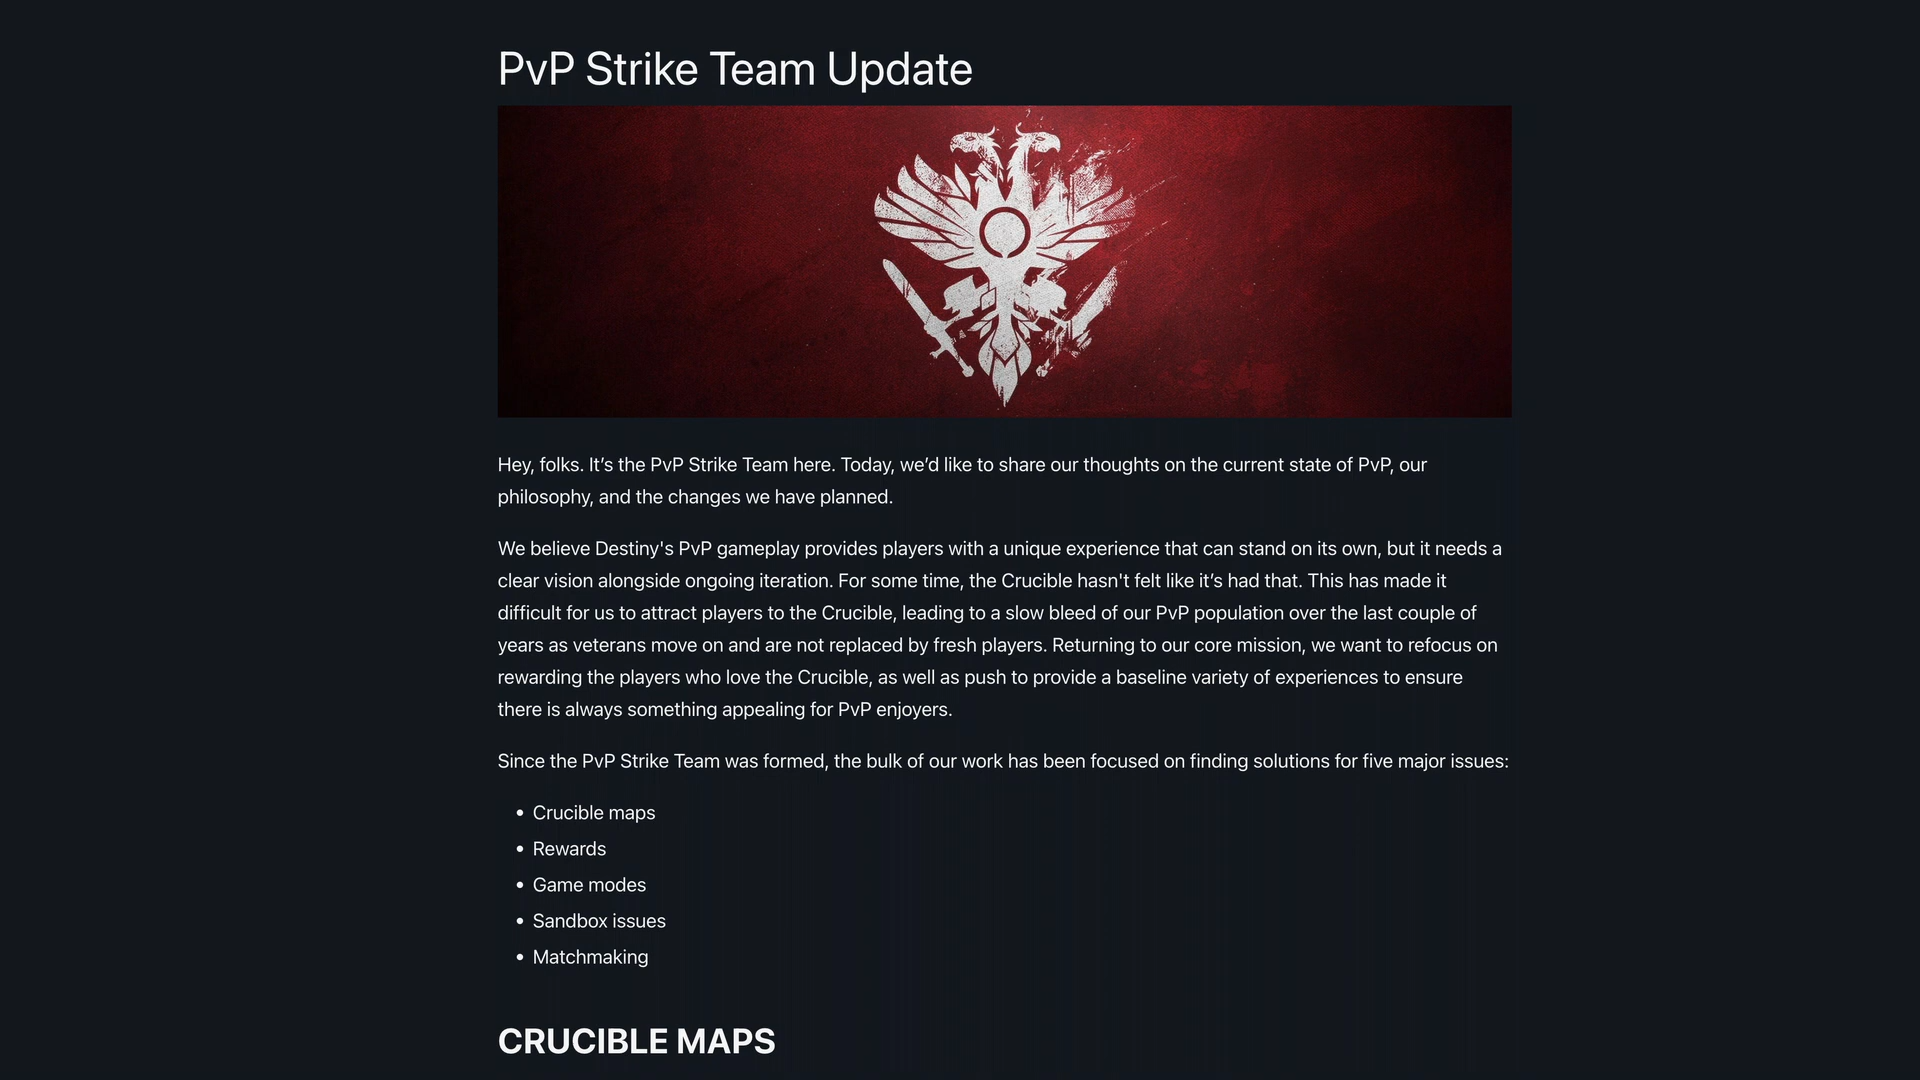 PvP Strike Team Update
Hey, folks. It’s the PvP Strike Team here. Today, we’d like to share our thoughts on the current state of PvP, our
philosophy, and the changes we have planned.
We believe Destiny's PvP gameplay provides players with a unique experience that can stand on its own, but it needs a
clear vision alongside ongoing iteration. For some time, the Crucible hasn't felt like it’s had that. This has made it
difficult for us to attract players to the Crucible, leading to a slow bleed of our PvP population over the last couple of
years as veterans move on and are not replaced by fresh players. Returning to our core mission, we want to refocus on
rewarding the players who love the Crucible, as well as push to provide a baseline variety of experiences to ensure
there is always something appealing for PvP enjoyers.
Since the PvP Strike Team was formed, the bulk of our work has been focused on finding solutions for five major issues:
• Crucible maps
• Rewards
• Game modes
• Sandbox issues
• Matchmaking
CRUCIBLE MAPS